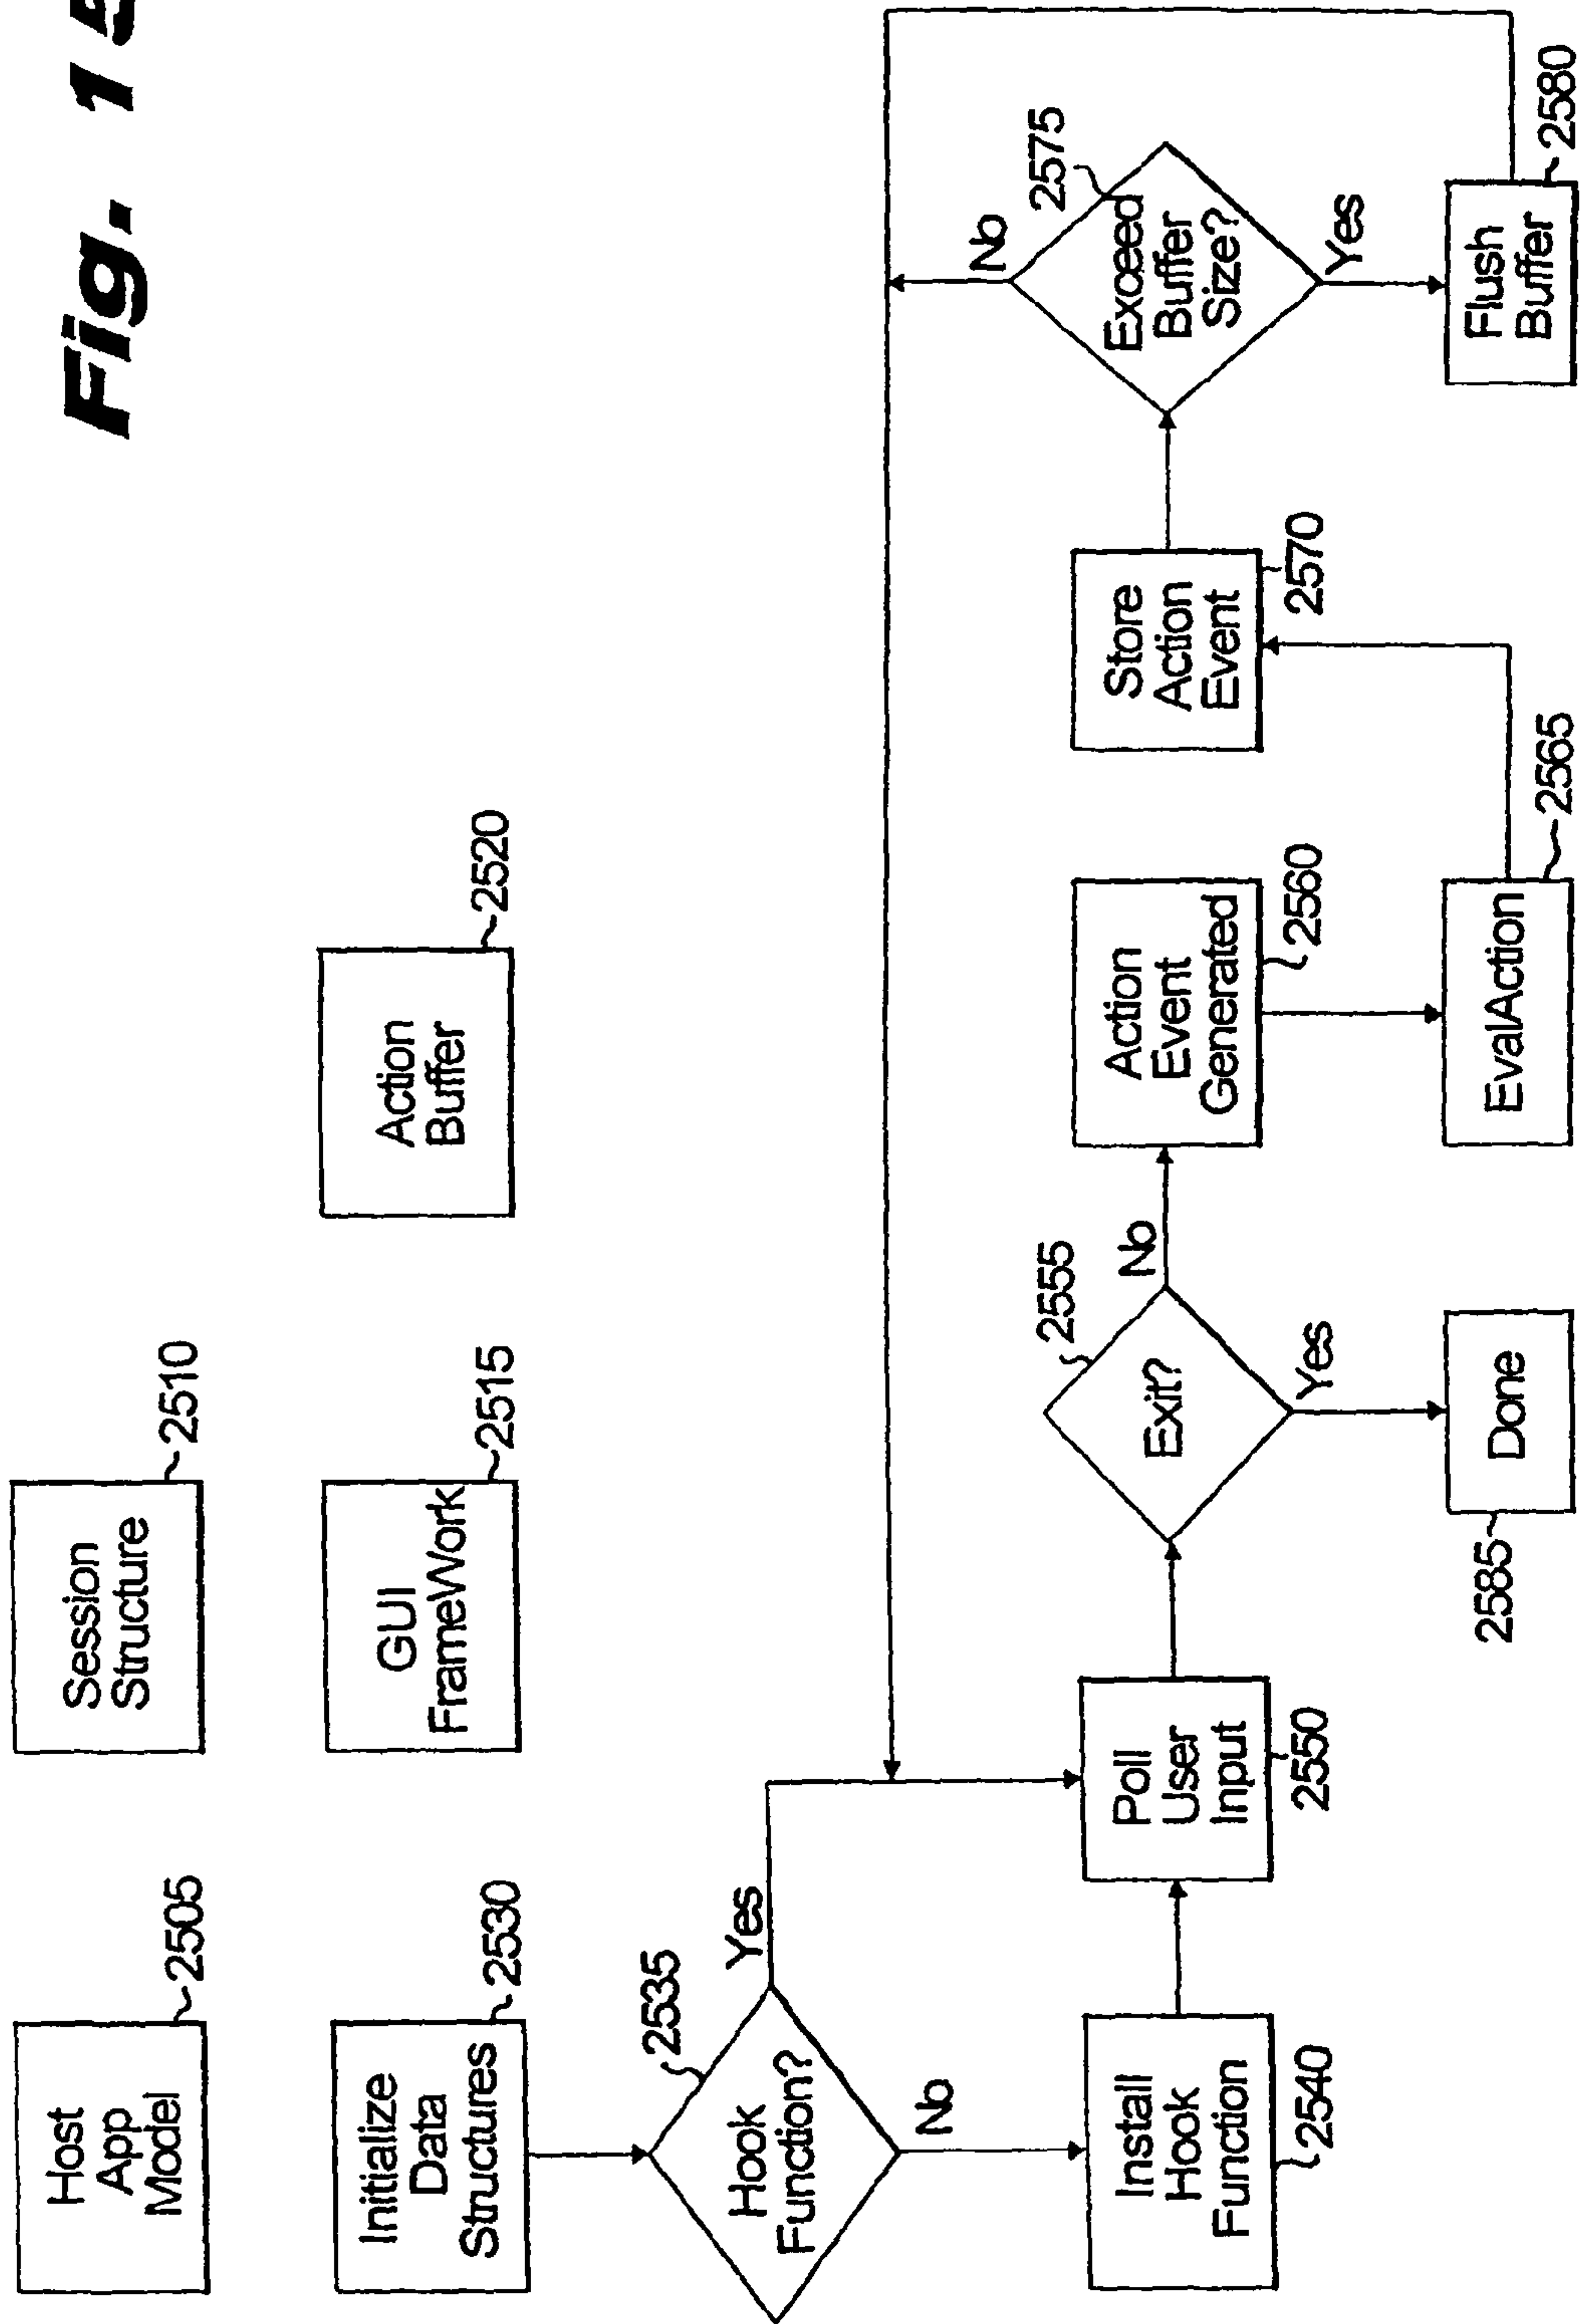 Fig. 15
Host
App
Model
2505
Session
Structure
2510
Initialize
Data
Structures
2530
GUI
FrameWork
2515
Action
Buffer
2520
Hook
Function?
2535
Yes
No
Install
Hook
Function
2540
Poll
User
Input
2550
Exit?
2555
No
Yes
Done
2585
Action
Event
Generated
2560
EvalAction
2565
Store
Action
Event
2570
Exceed
Buffer
Size?
2575
No
Yes
Flush
Buffer
2580